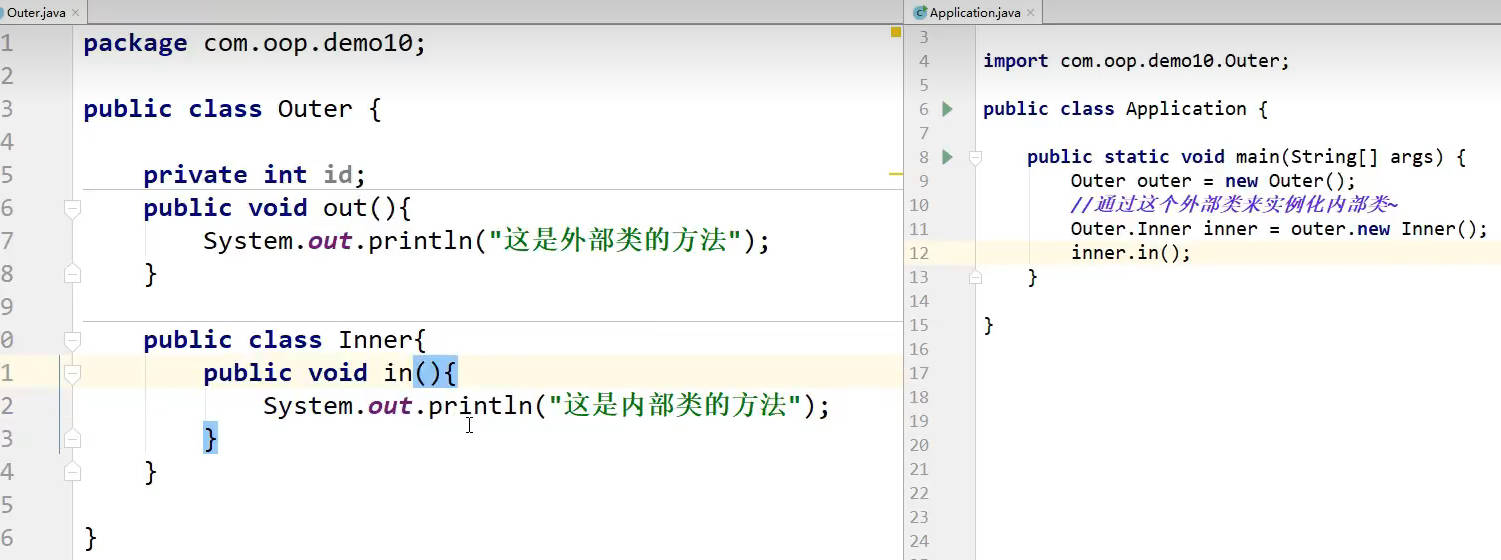 Outer.java ×
1 package com.oop.demo10;
2
3 public class Outer {
4
5     private int id;
6     public void out(){
7         System.out.println("这是外部类的方法");
8     }
9
0     public class Inner{
1         public void in(){
2             System.out.println("这是内部类的方法");
3         }
4     }
5
6 }
Application.java ×
3
4 import com.oop.demo10.Outer;
5
6 public class Application {
7
8     public static void main(String[] args) {
9         Outer outer = new Outer();
10         //通过这个外部类来实例化内部类~
11         Outer.Inner inner = outer.new Inner();
12         inner.in();
13     }
14
15 }
16
17
18
19
20
21
22
23
24